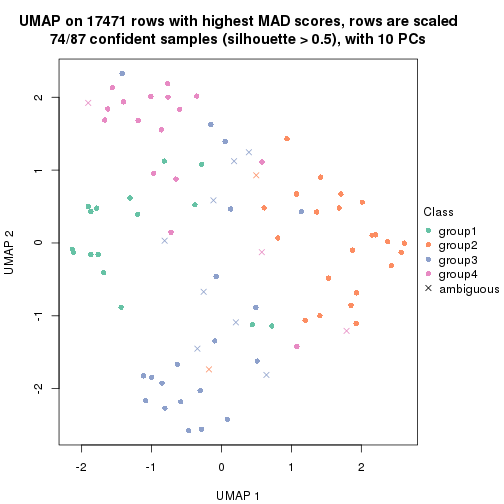 UMAP on 17471 rows with highest MAD scores, rows are scaled
74/87 confident samples (silhouette > 0.5), with 10 PCs
2
1
0
-1
-2
UMAP 2
-2
-1
0
1
2
UMAP 1
Class
group1
group2
group3
group4
ambiguous